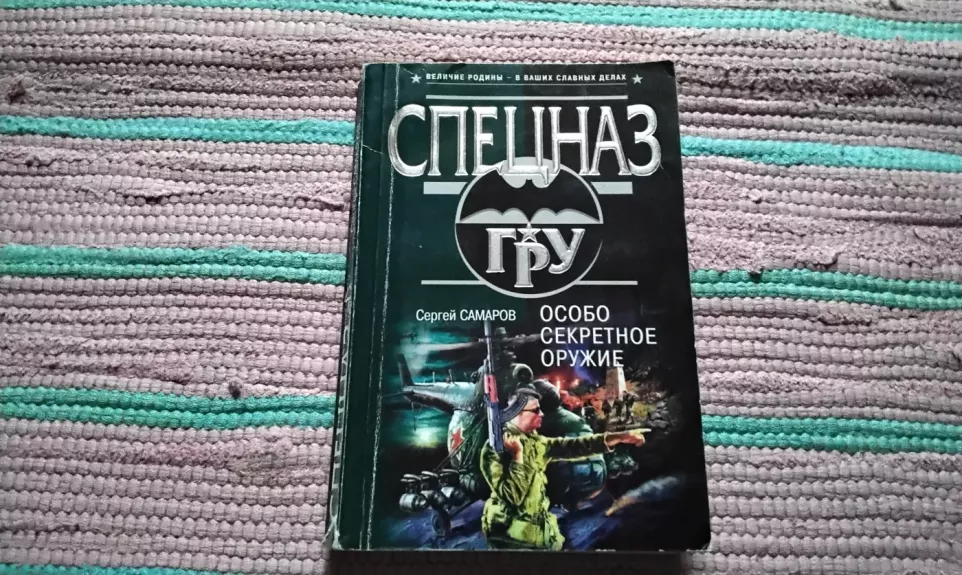 ВЕЛИЧИЕ РОДИНЫ – В ВАШИХ СЛАВНЫХ ДЕЛАХ
СПЕЦНАЗ
ГРУ
Сергей САМАРОВ
ОСОБО
СЕКРЕТНОЕ
ОРУЖИЕ